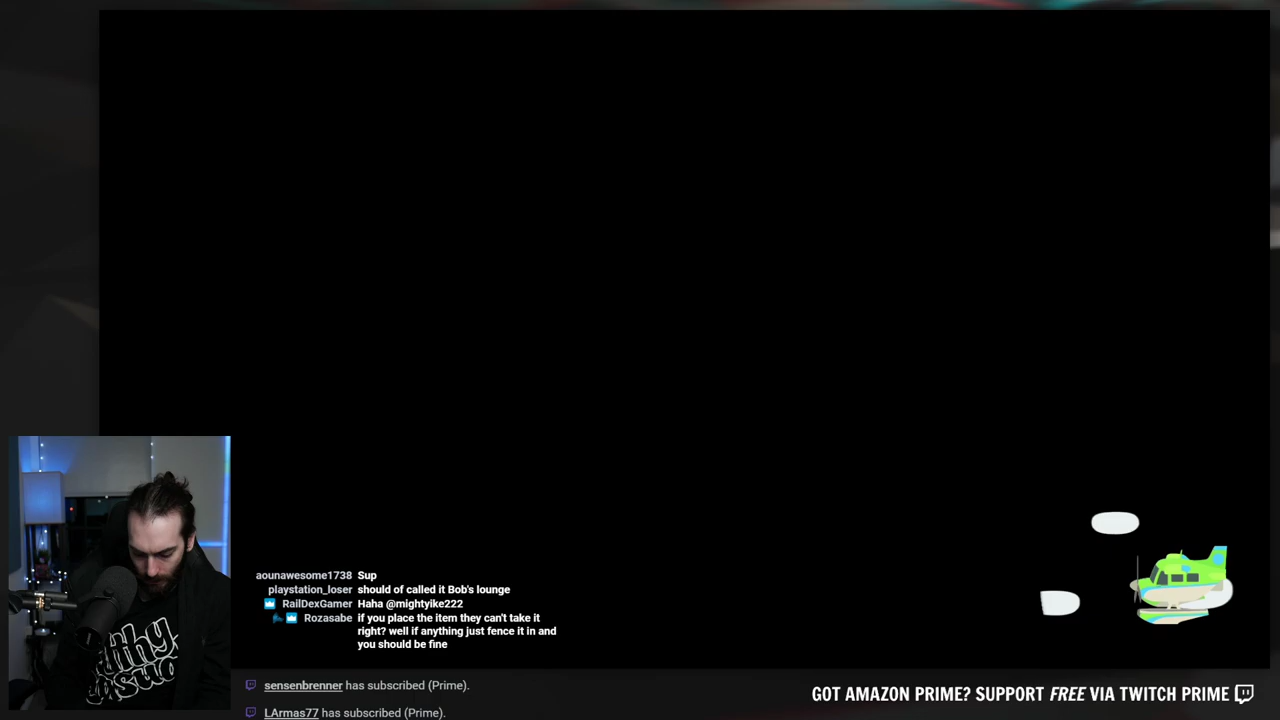 aounawesome1738 Sup
playstation_loser should of called it Bob's lounge
RailDexGamer Haha @mightyike222
Rozasabe if you place the item they can't take it
right? well if anything just fence it in and
you should be fine
sensenbrenner has subscribed (Prime).
LArmas77 has subscribed (Prime).
GOT AMAZON PRIME? SUPPORT FREE VIA TWITCH PRIME